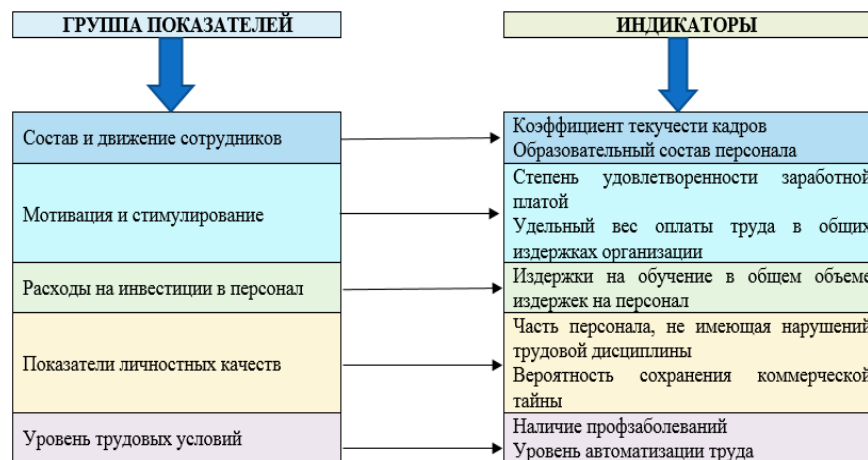 ГРУППА ПОКАЗАТЕЛЕЙ
ИНДИКАТОРЫ
Состав и движение сотрудников
Коэффициент текучести кадров
Образовательный состав персонала
Мотивация и стимулирование
Степень удовлетворенности заработной
платой
Удельный вес оплаты труда в общих
издержках организации
Расходы на инвестиции в персонал
Издержки на обучение в общем объеме
издержек на персонал
Показатели личностных качеств
Часть персонала, не имеющая нарушений
трудовой дисциплины
Вероятность сохранения коммерческой
тайны
Уровень трудовых условий
Наличие профзаболеваний
Уровень автоматизации труда